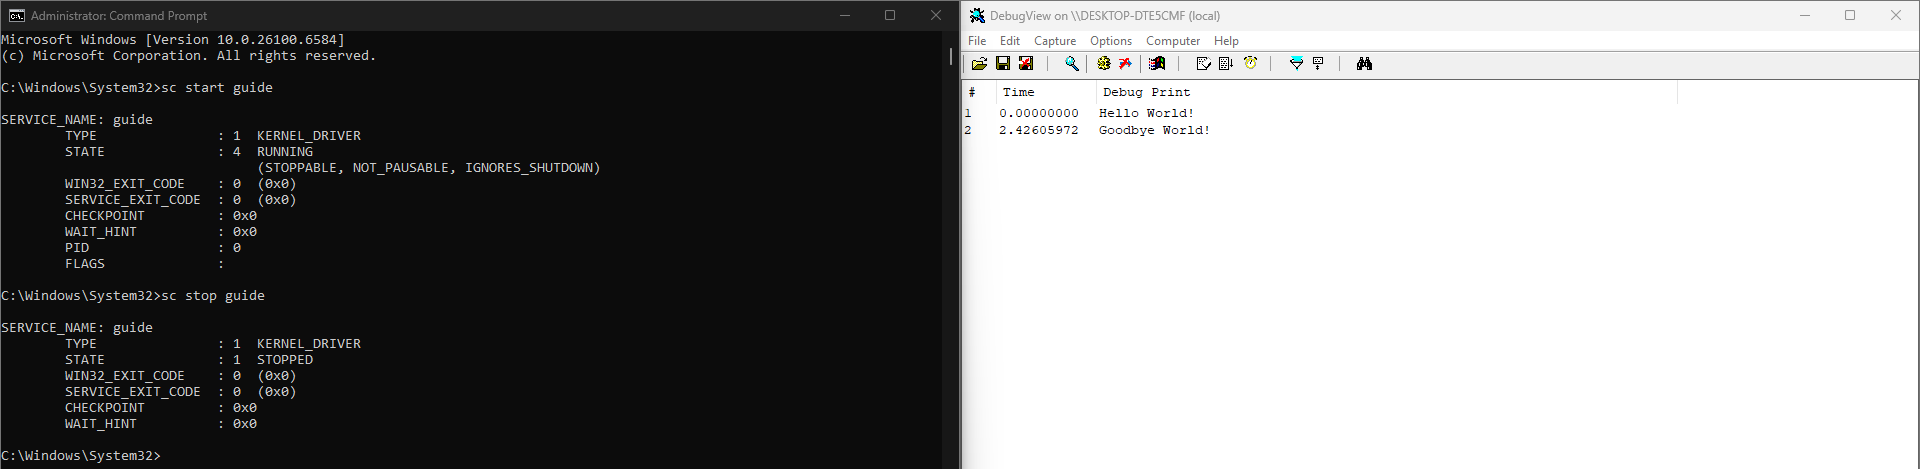 Administrator: Command Prompt
Microsoft Windows [Version 10.0.26100.6584]
(c) Microsoft Corporation. All rights reserved.
C:\Windows\System32>sc start guide
SERVICE_NAME: guide
TYPE : 1 KERNEL_DRIVER
STATE : 4 RUNNING
(STOPPABLE, NOT_PAUSABLE, IGNORES_SHUTDOWN)
WIN32_EXIT_CODE : 0 (0x0)
SERVICE_EXIT_CODE : 0 (0x0)
CHECKPOINT : 0x0
WAIT_HINT : 0x0
PID : 0
FLAGS :
C:\Windows\System32>sc stop guide
SERVICE_NAME: guide
TYPE : 1 KERNEL_DRIVER
STATE : 1 STOPPED
WIN32_EXIT_CODE : 0 (0x0)
SERVICE_EXIT_CODE : 0 (0x0)
CHECKPOINT : 0x0
WAIT_HINT : 0x0
C:\Windows\System32>
DebugView on \\DESKTOP-DTE5CMF (local)
File Edit Capture Options Computer Help
# Time Debug Print
1 0.00000000 Hello World!
2 2.42605972 Goodbye World!